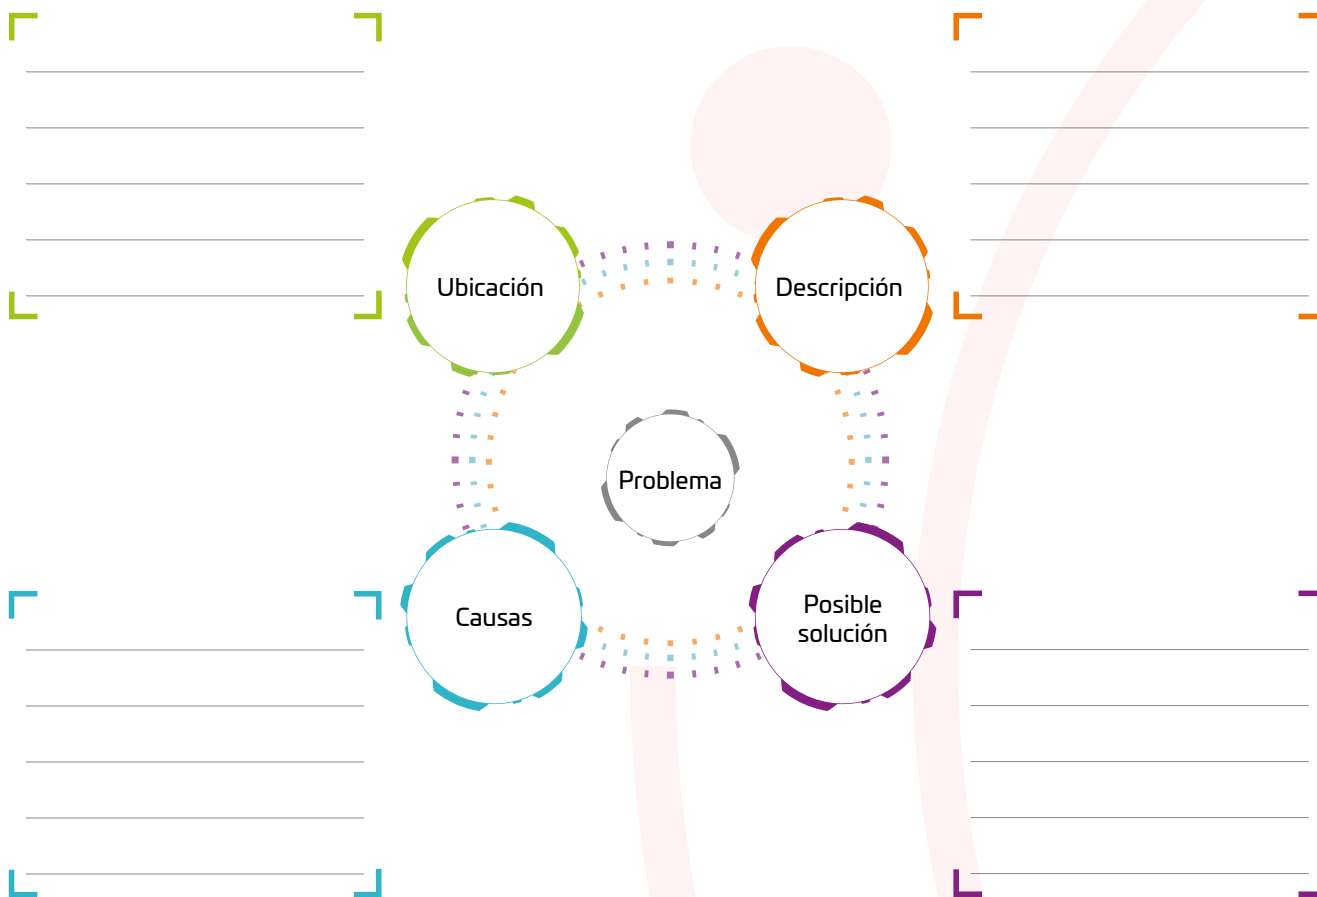 Ubicación
Descripción
Problema
Causas
Posible
solución